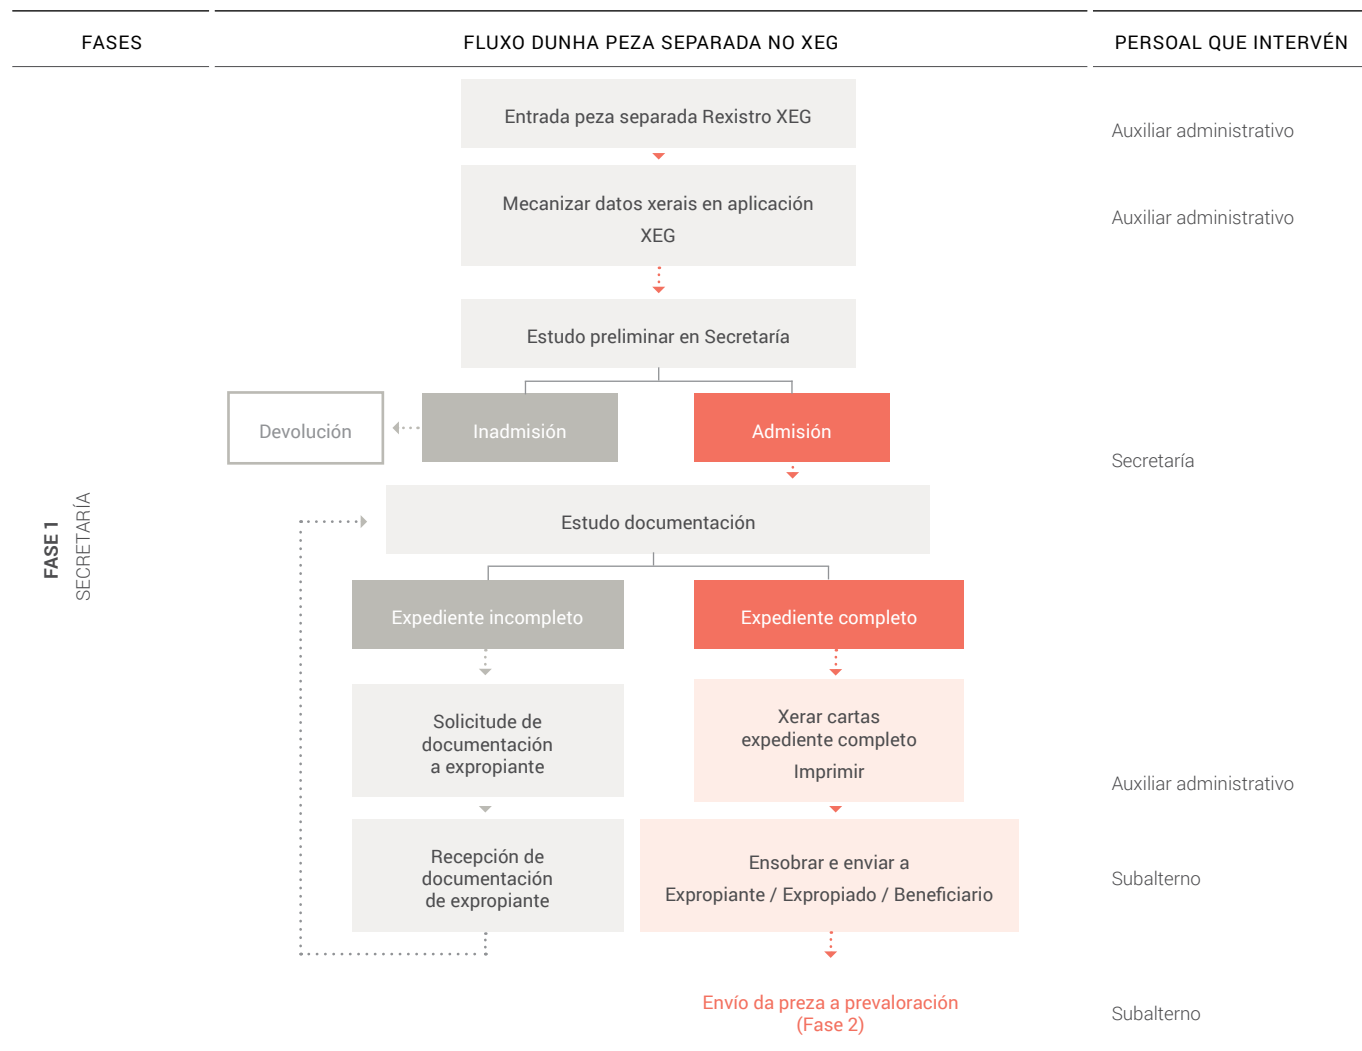 FASES
FLUXO DUNHA PEZA SEPARADA NO XEG
PERSOAL QUE INTERVÉN
Entrada peza separada Rexistro XEG
Auxiliar administrativo
Mecanizar datos xerais en aplicación
XEG
Auxiliar administrativo
Estudo preliminar en Secretaría
Devolución
Inadmisión
Admisión
Secretaría
FASE 1
SECRETARÍA
Estudo documentación
Expediente incompleto
Expediente completo
Solicitude de
documentación
a expropiante
Xerar cartas
expediente completo
Imprimir
Auxiliar administrativo
Recepción de
documentación
de expropiante
Ensobrar e enviar a
Expropiante / Expropiado / Beneficiario
Subalterno
Envío da preza a prevaloración
(Fase 2)
Subalterno